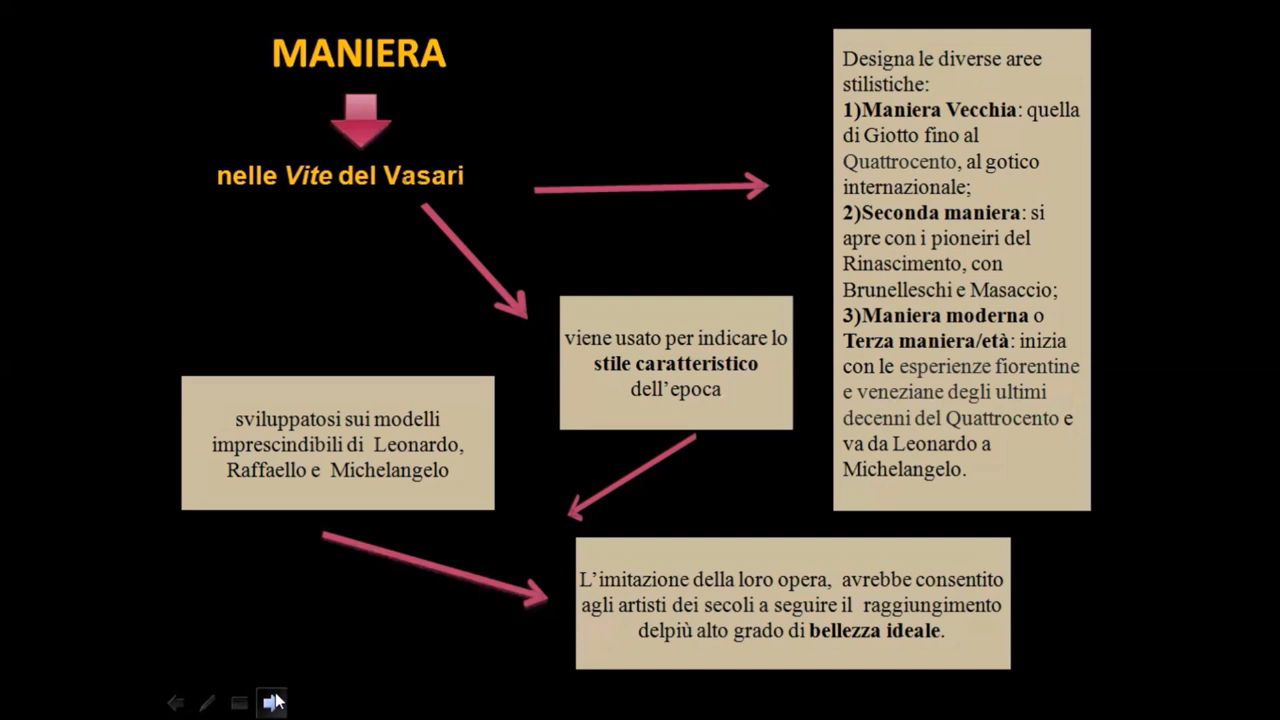 MANIERA
nelle Vite del Vasari
Designa le diverse aree
stilistiche:
1)Maniera Vecchia: quella
di Giotto fino al
Quattrocento, al gotico
internazionale;
2)Seconda maniera: si
apre con i pioneiri del
Rinascimento, con
Brunelleschi e Masaccio;
3)Maniera moderna o
Terza maniera/età: inizia
con le esperienze fiorentine
e veneziane degli ultimi
decenni del Quattrocento e
va da Leonardo a
Michelangelo.
viene usato per indicare lo
stile caratteristico
dell'epoca
sviluppatosi sui modelli
imprescindibili di Leonardo,
Raffaello e Michelangelo
L'imitazione della loro opera, avrebbe consentito
agli artisti dei secoli a seguire il raggiungimento
delpiù alto grado di bellezza ideale.